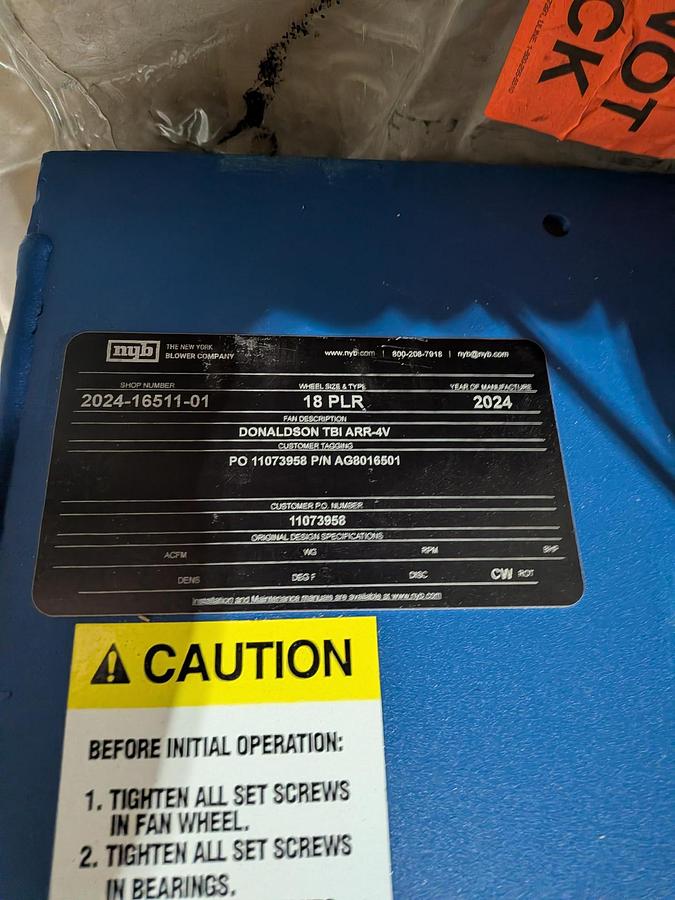 NOT
CK
nyb
THE NEW YORK
BLOWER COMPANY
www.nyb.com | 800-208-7918 | nyb@nyb.com
SHOP NUMBER WHEEL SIZE & TYPE YEAR OF MANUFACTURE
2024-16511-01 18 PLR 2024
FAN DESCRIPTION
DONALDSON TBI ARR-4V
CUSTOMER TAGGING
PO 11073958 P/N AG8016501
CUSTOMER P.O. NUMBER
11073958
ORIGINAL DESIGN SPECIFICATIONS
ACFM WG RPM BHP
DENS DEG F DISC CW ROT
Installation and Maintenance manuals are available at www.nyb.com
CAUTION
BEFORE INITIAL OPERATION:
1. TIGHTEN ALL SET SCREWS
IN FAN WHEEL.
2. TIGHTEN ALL SET SCREWS
IN BEARINGS.